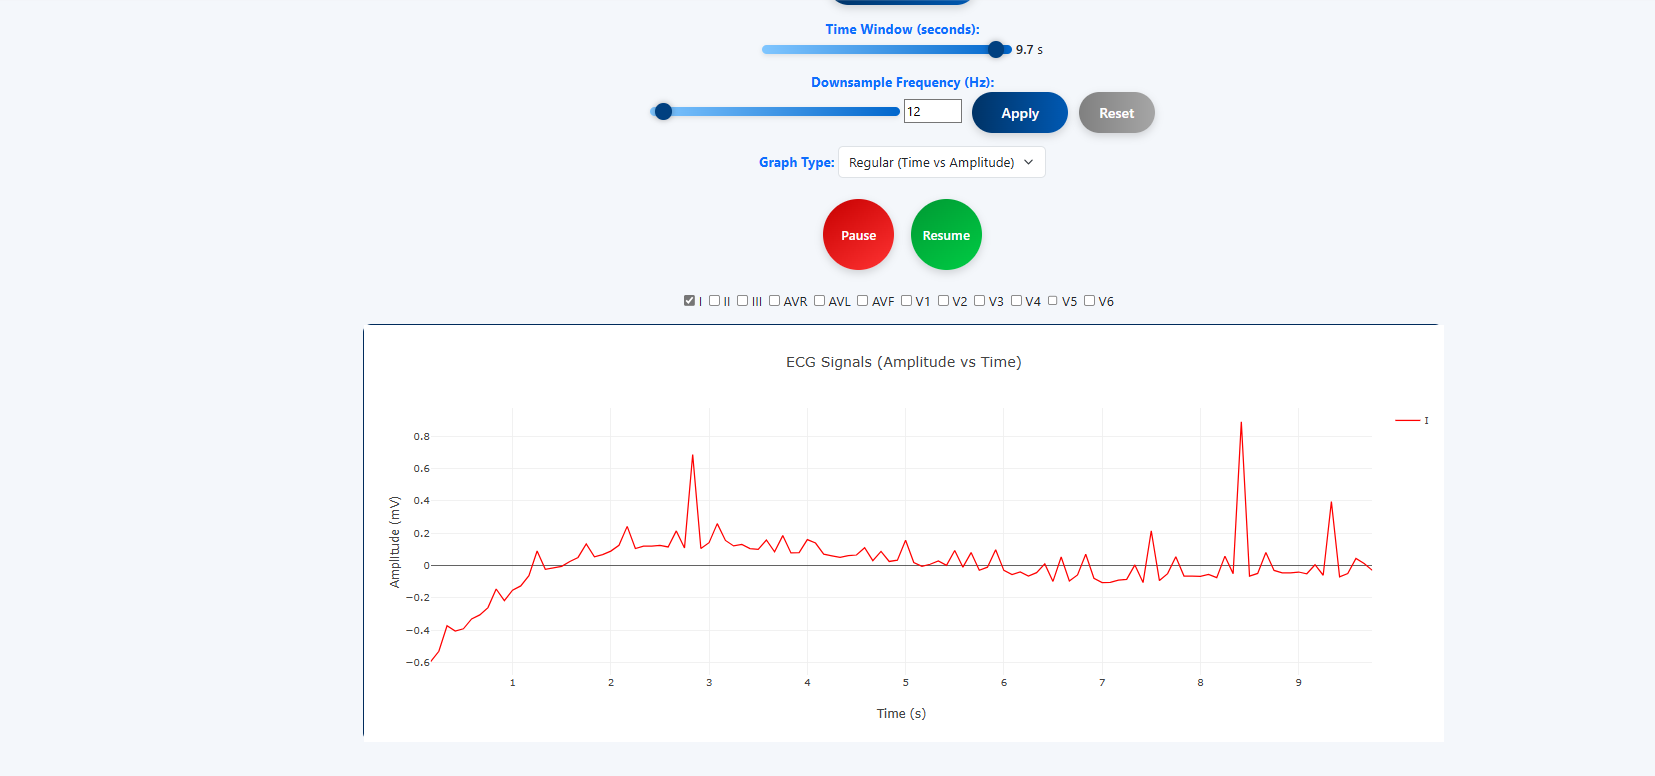 Time Window (seconds):
9.7 s
Downsample Frequency (Hz):
12
Apply
Reset
Graph Type: Regular (Time vs Amplitude)
Pause
Resume
I II III AVR AVL AVF V1 V2 V3 V4 V5 V6
ECG Signals (Amplitude vs Time)
I
Amplitude (mV)
0.8
0.6
0.4
0.2
0
−0.2
−0.4
−0.6
1 2 3 4 5 6 7 8 9
Time (s)